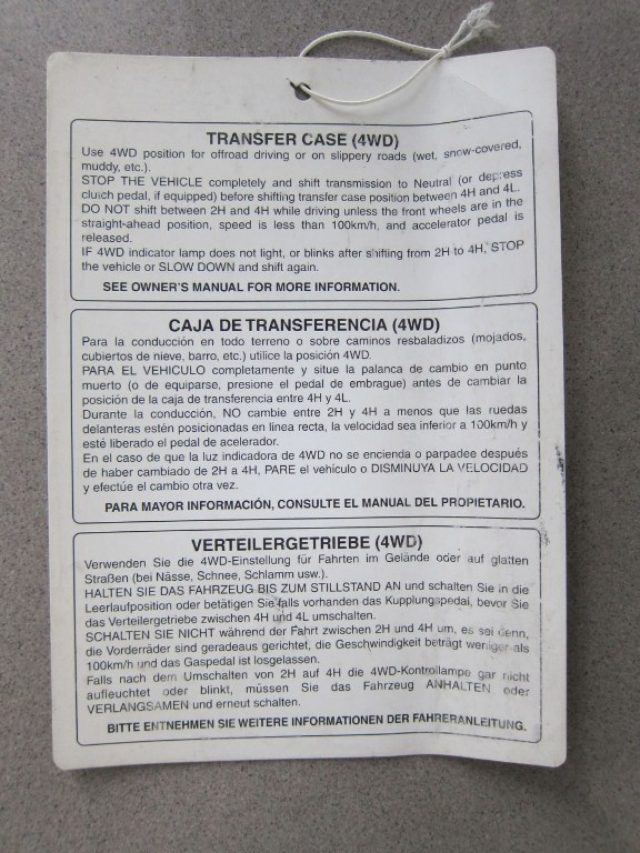 TRANSFER CASE (4WD)
Use 4WD position for offroad driving or on slippery roads (wet, snow-covered,
muddy, etc.).
STOP THE VEHICLE completely and shift transmission to Neutral (or depress
clutch pedal, if equipped) before shifting transfer case position between 4H and 4L.
DO NOT shift between 2H and 4H while driving unless the front wheels are in the
straight-ahead position, speed is less than 100km/h, and accelerator pedal is
released.
IF 4WD indicator lamp does not light, or blinks after shifting from 2H to 4H, STOP
the vehicle or SLOW DOWN and shift again.
SEE OWNER'S MANUAL FOR MORE INFORMATION.
CAJA DE TRANSFERENCIA (4WD)
Para la conducción en todo terreno o sobre caminos resbaladizos (mojados,
cubiertos de nieve, barro, etc.) utilice la posición 4WD.
PARA EL VEHICULO completamente y situe la palanca de cambio en punto
muerto (o de equiparse, presione el pedal de embrague) antes de cambiar la
posición de la caja de transferencia entre 4H y 4L.
Durante la conducción, NO cambie entre 2H y 4H a menos que las ruedas
delanteras estén posicionadas en línea recta, la velocidad sea inferior a 100km/h y
esté liberado el pedal de acelerador.
En el caso de que la luz indicadora de 4WD no se encienda o parpadee después
de haber cambiado de 2H a 4H, PARE el vehículo o DISMINUYA LA VELOCIDAD
y efectúe el cambio otra vez.
PARA MAYOR INFORMACIÓN, CONSULTE EL MANUAL DEL PROPIETARIO.
VERTEILERGETRIEBE (4WD)
Verwenden Sie die 4WD-Einstellung für Fahrten im Gelände oder auf glatten
Straßen (bei Nässe, Schnee, Schlamm usw.).
HALTEN SIE DAS FAHRZEUG BIS ZUM STILLSTAND AN und schalten Sie in die
Leerlaufposition oder betätigen Sie falls vorhanden das Kupplungspedal, bevor Sie
das Verteilergetriebe zwischen 4H und 4L umschalten.
SCHALTEN SIE NICHT während der Fahrt zwischen 2H und 4H um, es sei denn,
die Vorderräder sind geradeaus gerichtet, die Geschwindigkeit beträgt weniger als
100km/h und das Gaspedal ist losgelassen.
Falls nach dem Umschalten von 2H auf 4H die 4WD-Kontrollampe gar nicht
aufleuchtet oder blinkt, müssen Sie das Fahrzeug ANHALTEN oder
VERLANGSAMEN und erneut schalten.
BITTE ENTNEHMEN SIE WEITERE INFORMATIONEN DER FAHRERANLEITUNG.